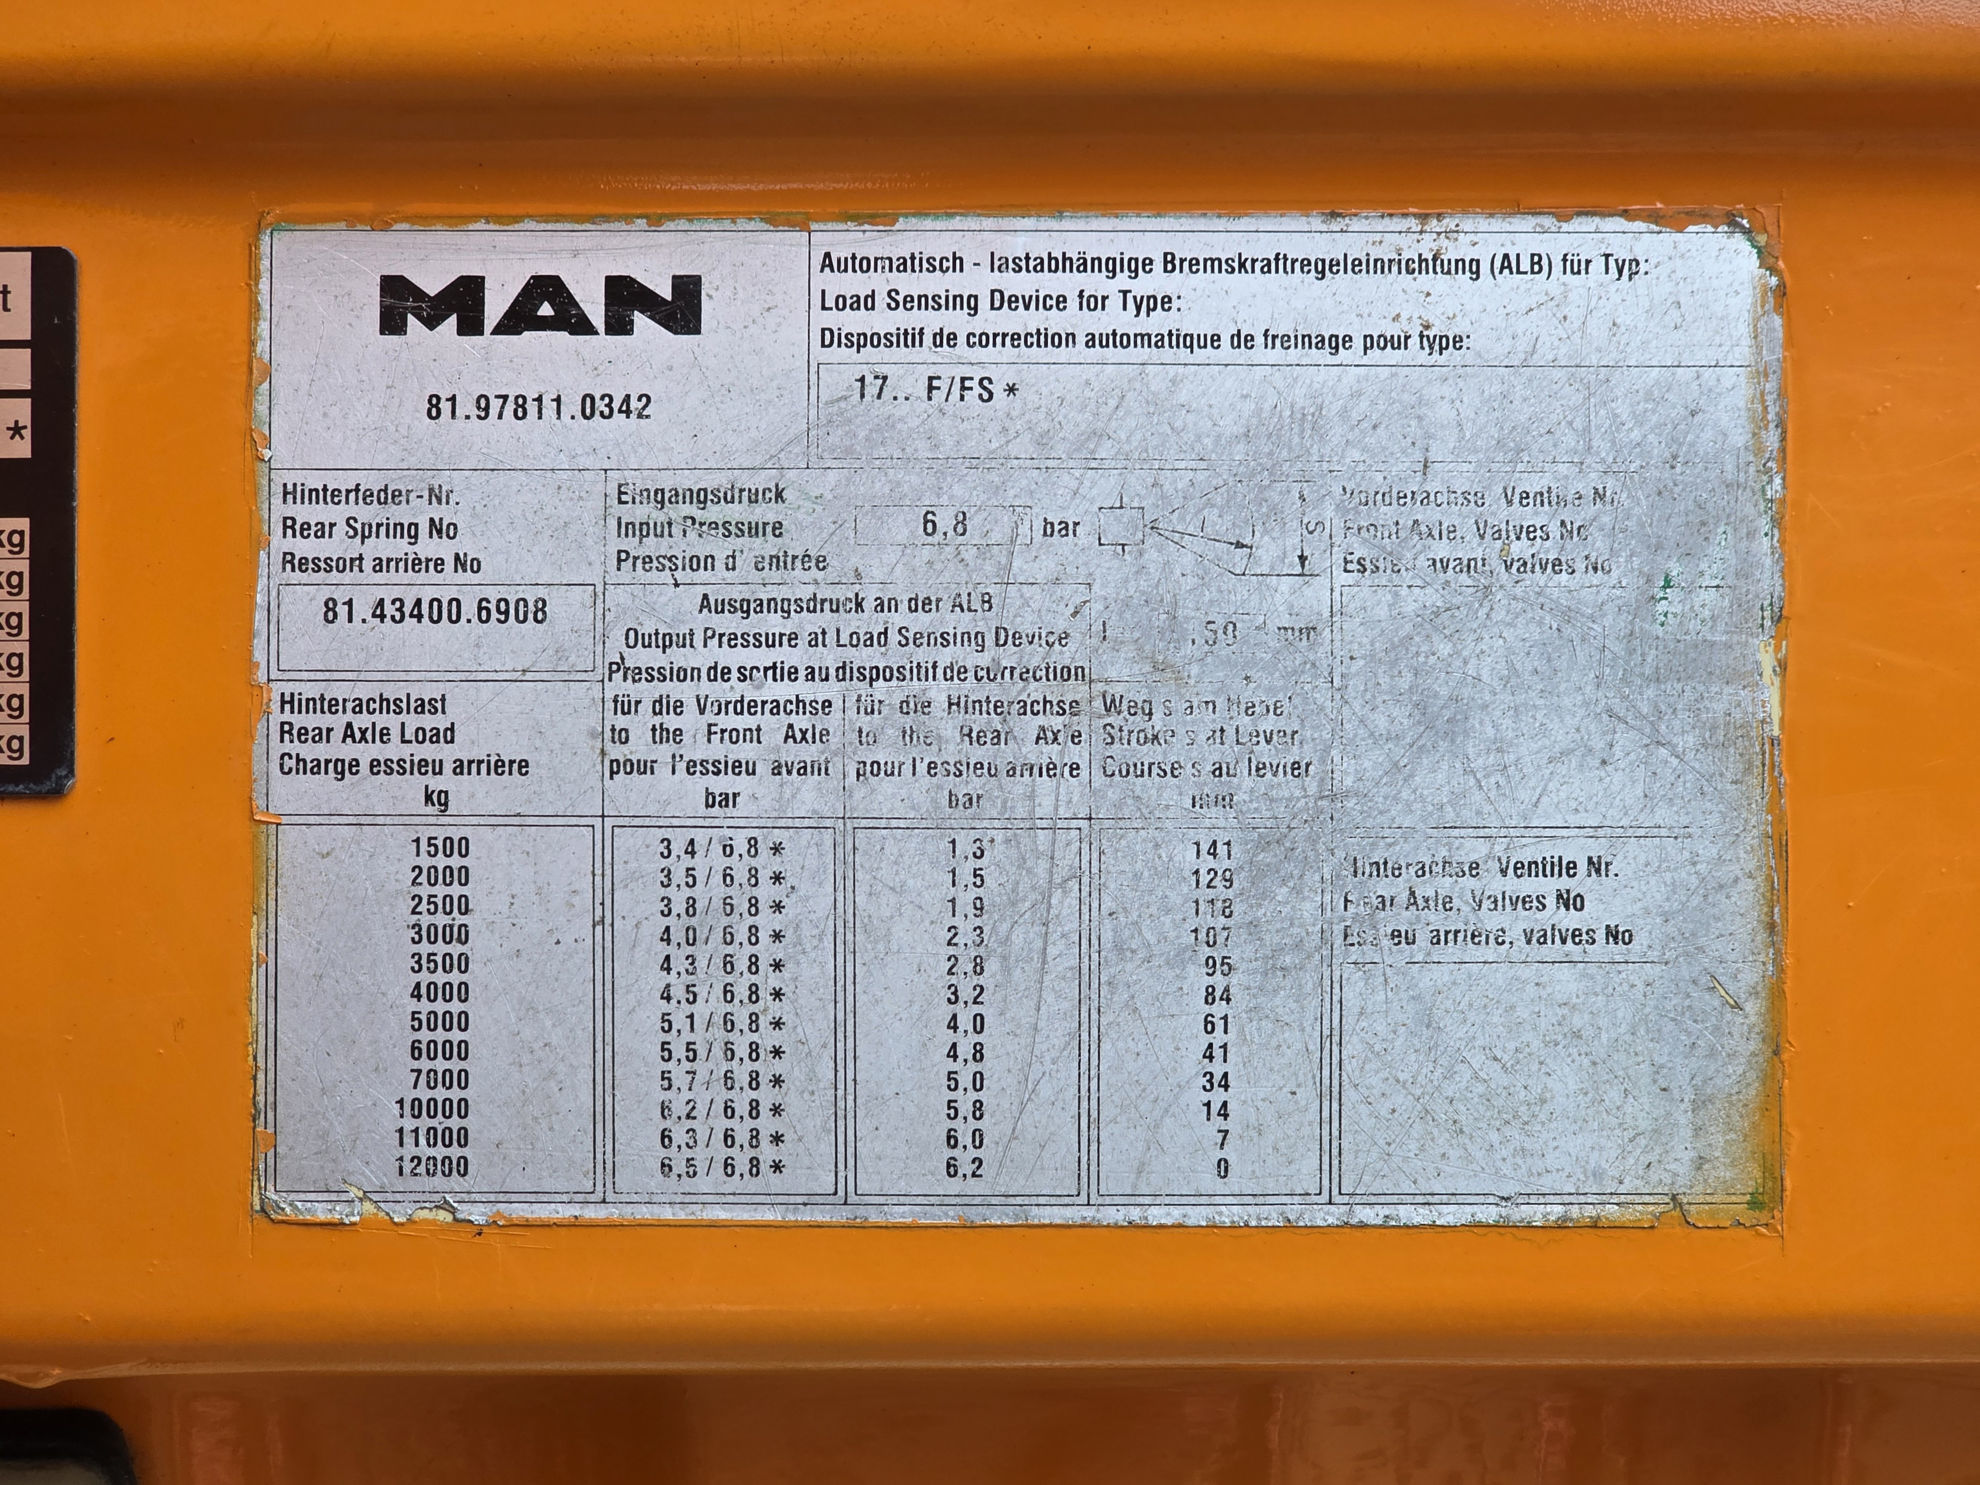 t
*
kg
kg
kg
kg
kg
kg
MAN
81.97811.0342
Automatisch - lastabhängige Bremskraftregeleinrichtung (ALB) für Typ:
Load Sensing Device for Type:
Dispositif de correction automatique de freinage pour type:
17.. F/FS *
Hinterfeder-Nr.
Rear Spring No
Ressort arrière No
81.43400.6908
Eingangsdruck
Input Pressure
Pression d' entrée
6,8 bar
L
S
Vorderachse, Ventile Nr.
Front Axle, Valves No
Essieu avant, valves No
Ausgangsdruck an der ALB
Output Pressure at Load Sensing Device
Pression de sortie au dispositif de correction
mm
Hinterachslast
Rear Axle Load
Charge essieu arrière
kg
für die Vorderachse
to the Front Axle
pour l'essieu avant
bar
für die Hinterachse
to the Rear Axle
pour l'essieu arrière
bar
Weg s am Hebel
Stroke s at Lever
Course s au levier
mm
1500 3,4 / 6,8 * 1,3 141
2000 3,5 / 6,8 * 1,5 129
2500 3,8 / 6,8 * 1,9 118
3000 4,0 / 6,8 * 2,3 107
3500 4,3 / 6,8 * 2,8 95
4000 4.5 / 6,8 * 3,2 84
5000 5,1 / 6,8 * 4,0 61
6000 5,5 / 6,8 * 4,8 41
7000 5,7 / 6,8 * 5,0 34
10000 6,2 / 6,8 * 5,8 14
11000 6,3 / 6,8 * 6,0 7
12000 6,5 / 6,8 * 6,2 0
Hinterachse, Ventile Nr.
Rear Axle, Valves No
Essieu arrière, valves No